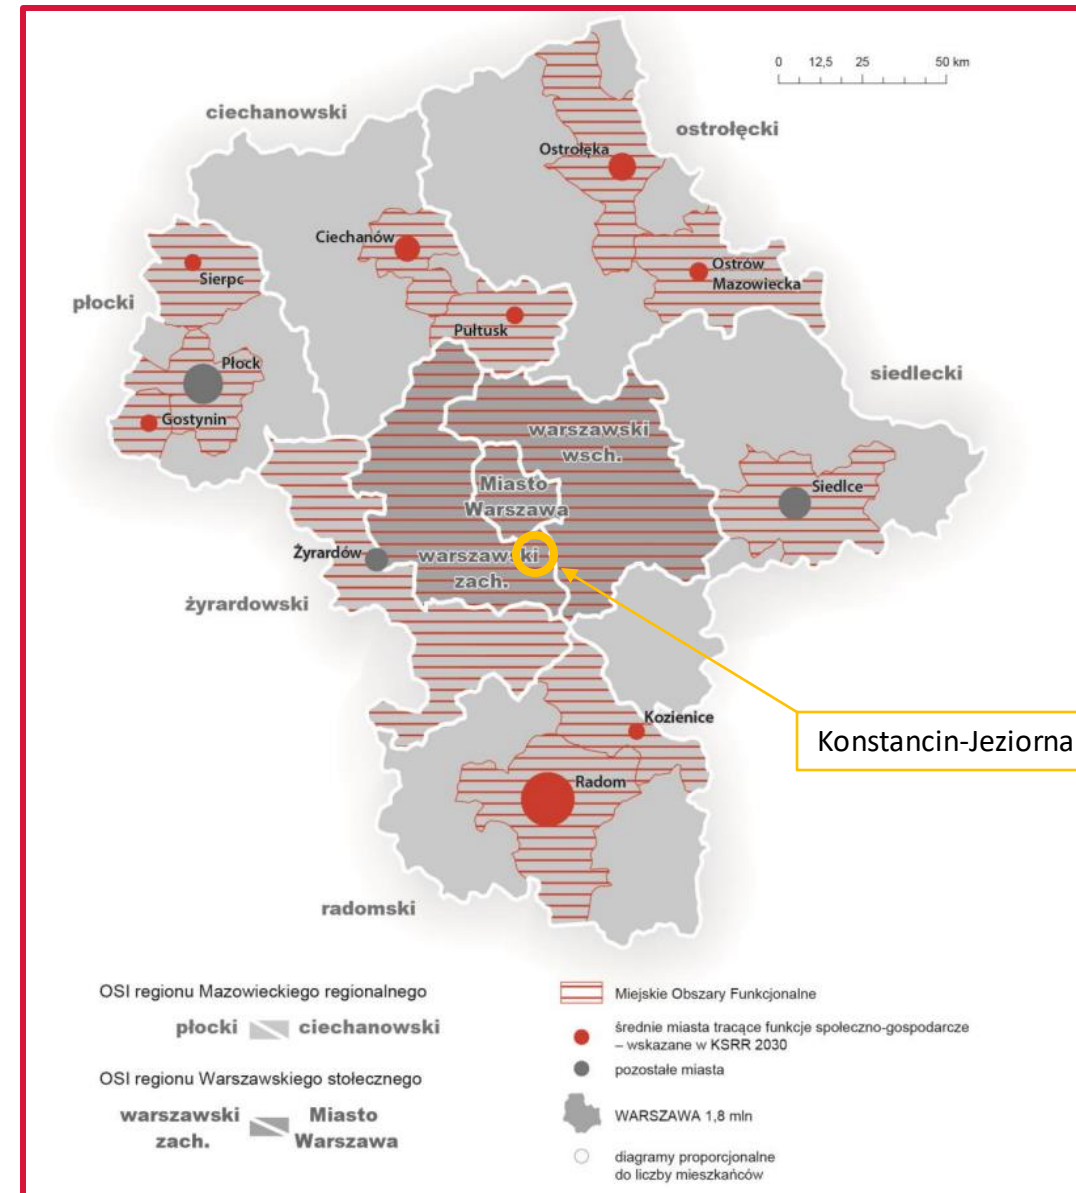 0 12,5 25 50 km
ciechanowski
ostrołęcki
Ostrołęka
Ciechanów
Ostrów
Mazowiecka
Sierpc
płocki
Pułtusk
Płock
siedlecki
Gostynin
warszawski
wsch.
Miasto
Warszawa
Siedlce
Żyrardów
warszawski
zach.
żyrardowski
Kozienice
Konstancin-Jeziorna
Radom
radomski
OSI regionu Mazowieckiego regionalnego
płocki ciechanowski
OSI regionu Warszawskiego stołecznego
warszawski
zach.
Miasto
Warszawa
Miejskie Obszary Funkcjonalne
średnie miasta tracące funkcje społeczno-gospodarcze
– wskazane w KSRR 2030
pozostałe miasta
WARSZAWA 1,8 mln
diagramy proporcjonalne
do liczby mieszkańców